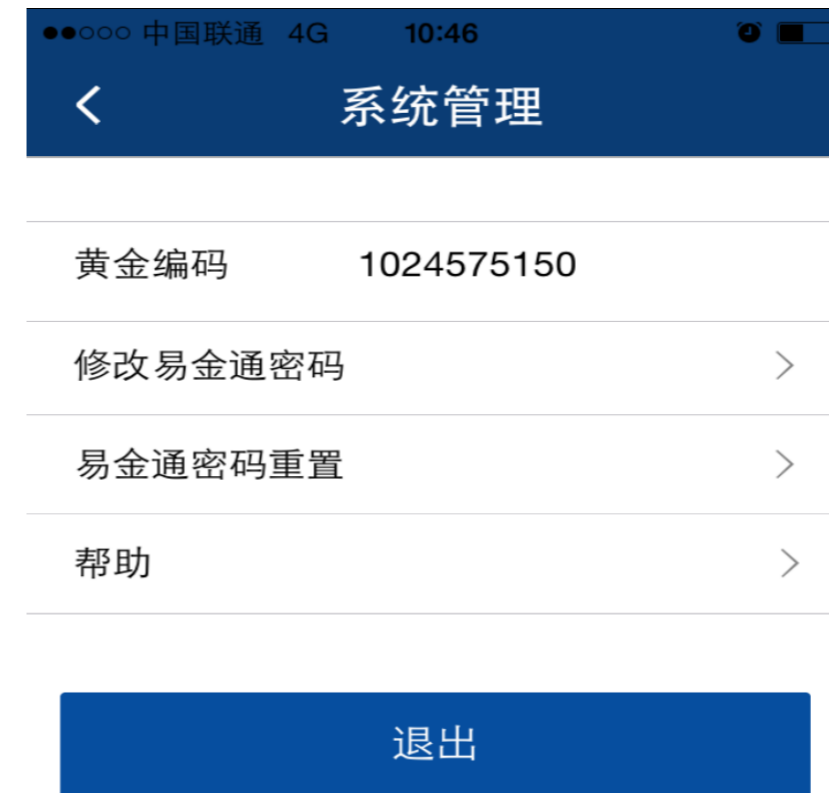 ●●○○○ 中国联通 4G 10:46
系统管理
黄金编码 1024575150
修改易金通密码
易金通密码重置
帮助
退出